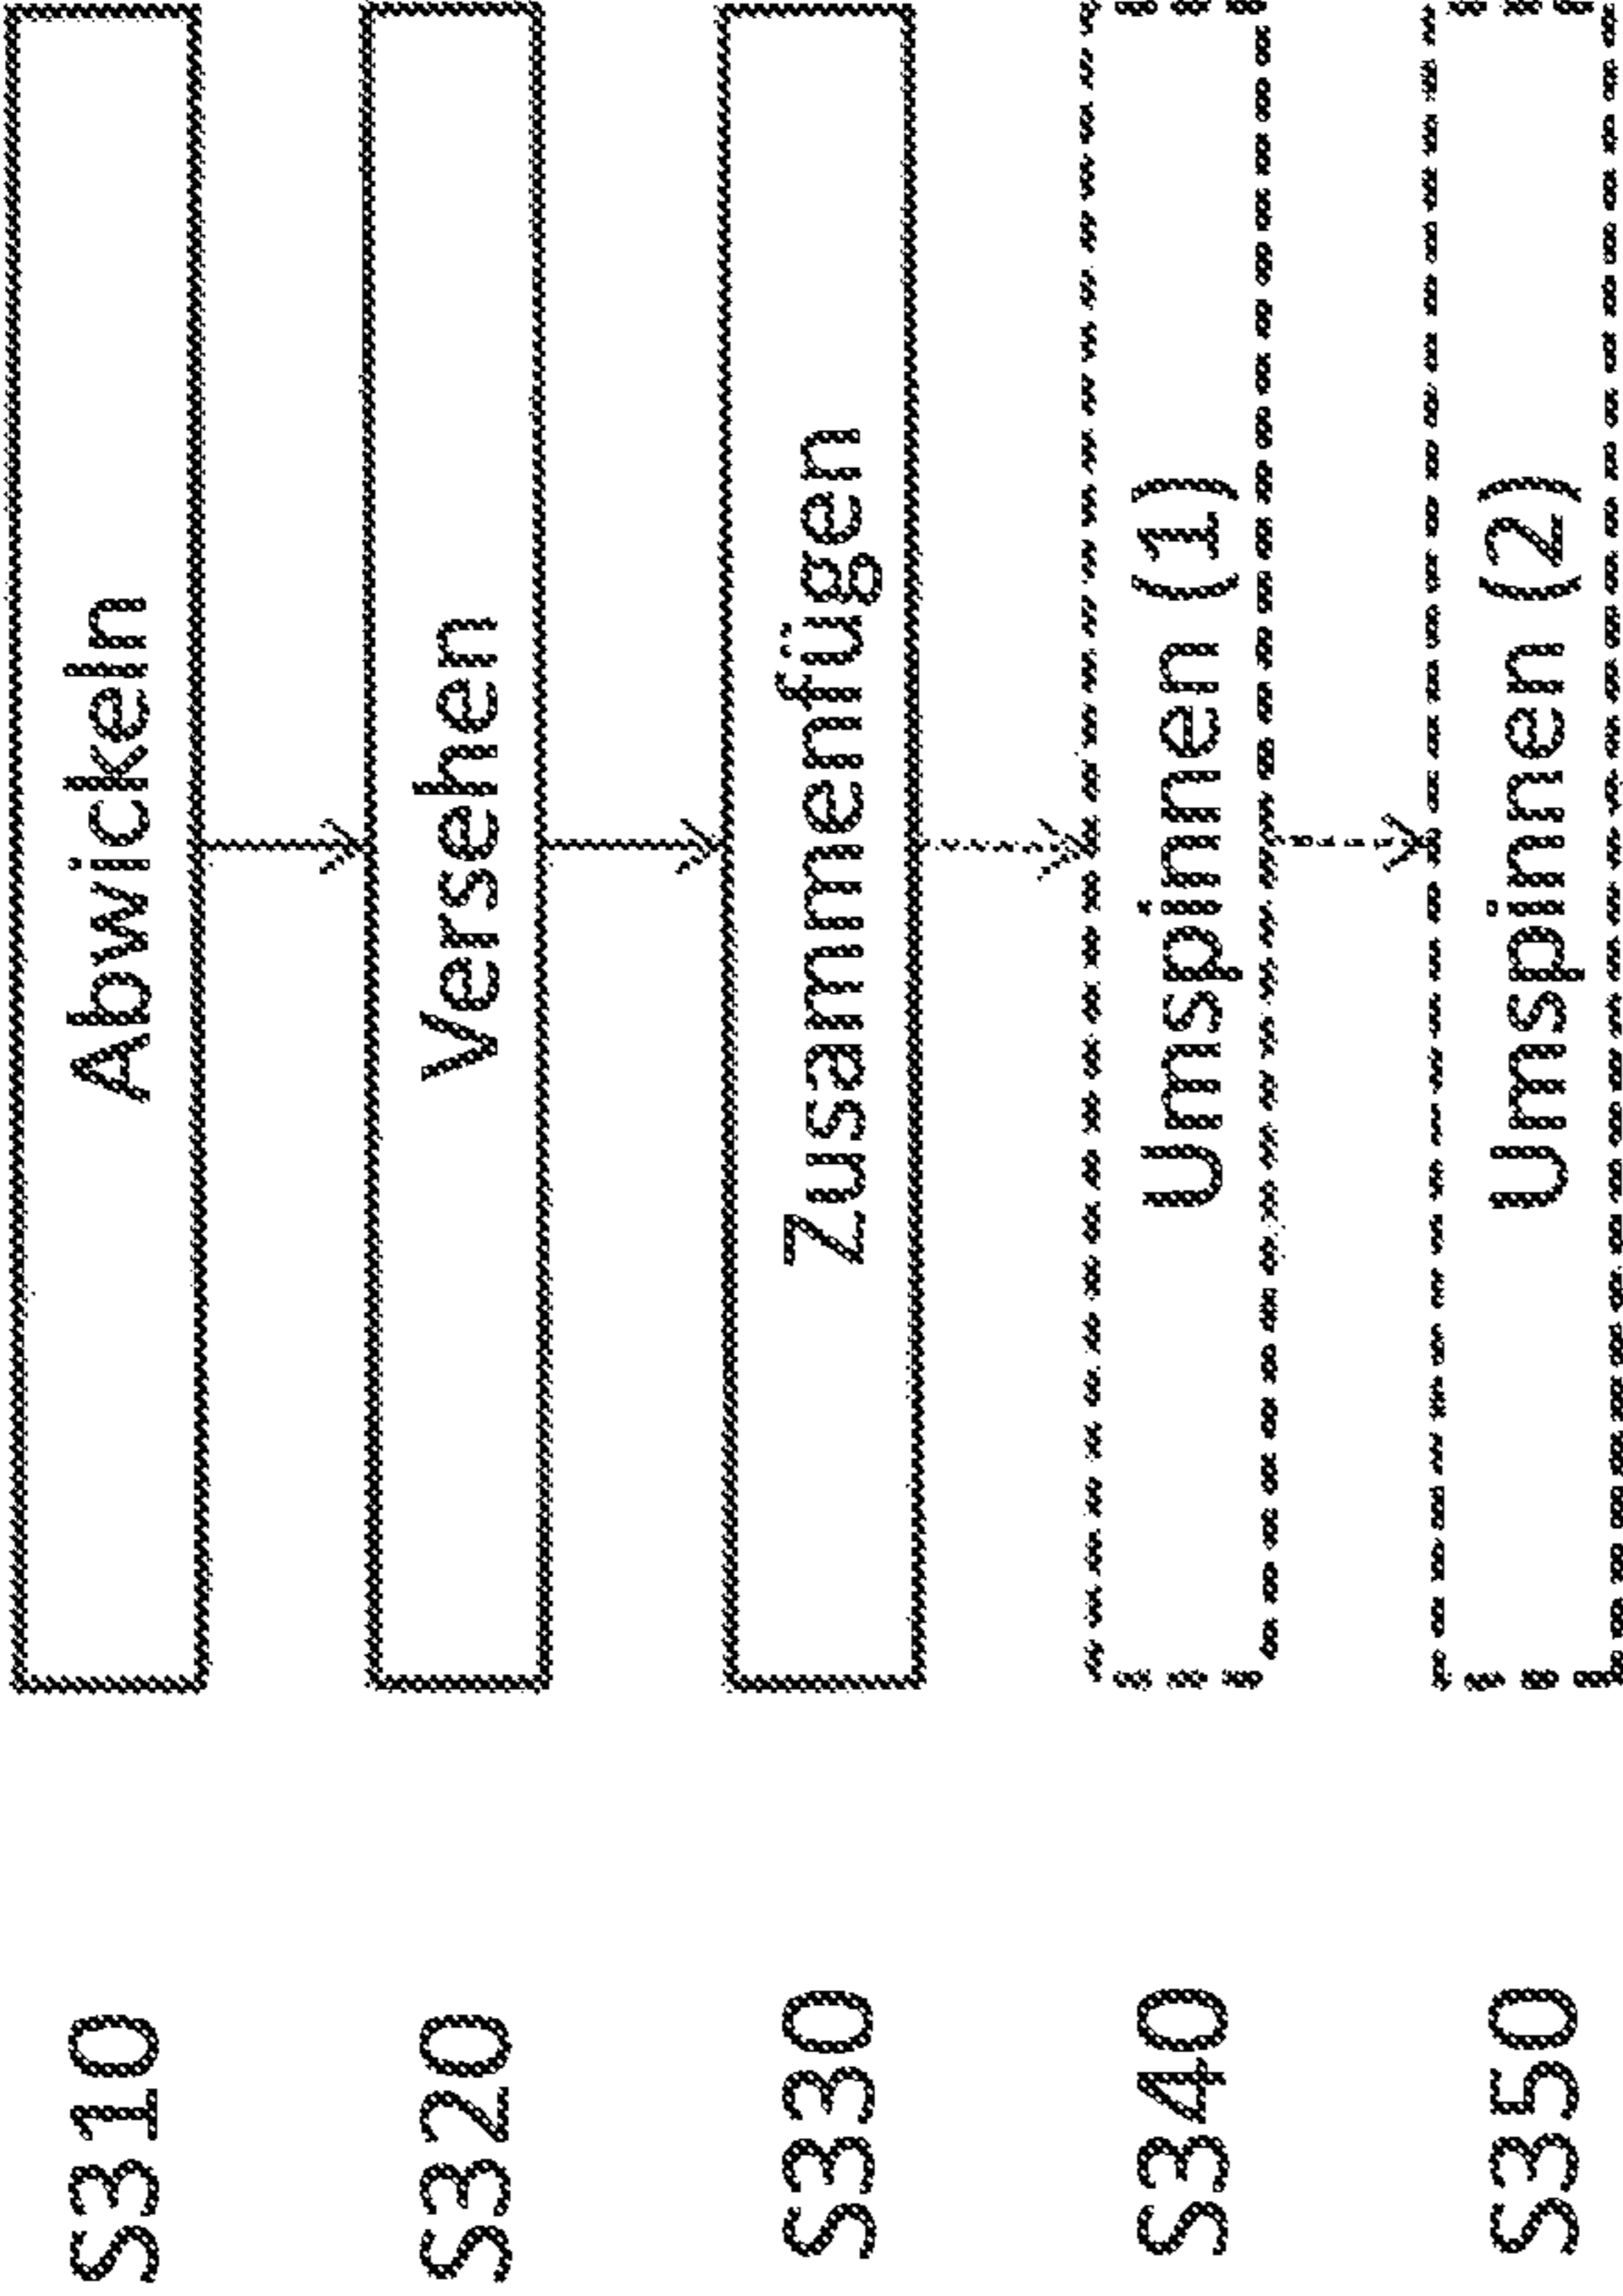 S310 Abwickeln
S320 Versehen
S330 Zusammenfügen
S340 Umspinnen (1)
S350 Umspinnen (2)